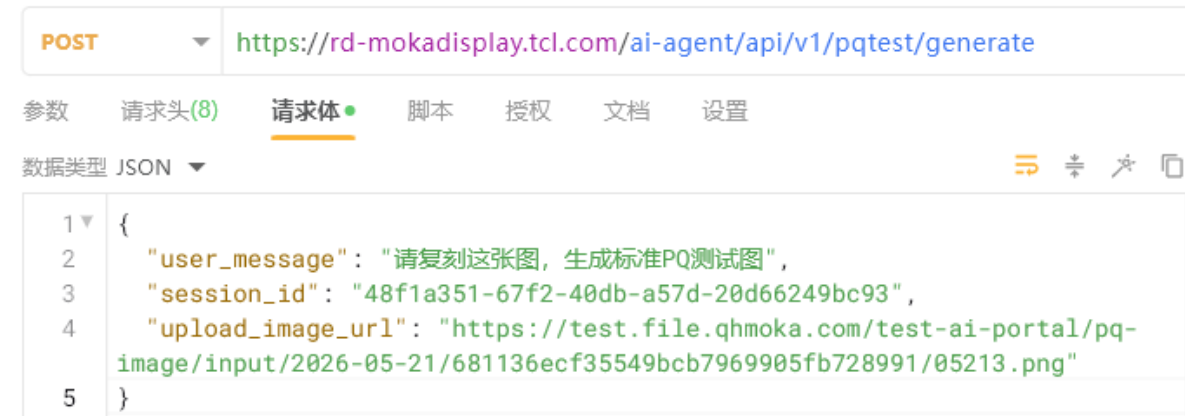 POST https://rd-mokadisplay.tcl.com/ai-agent/api/v1/pqtest/generate
参数 请求头(8) 请求体 脚本 授权 文档 设置
数据类型 JSON
1 {
2 "user_message": "请复刻这张图，生成标准PQ测试图",
3 "session_id": "48f1a351-67f2-40db-a57d-20d66249bc93",
4 "upload_image_url": "https://test.file.qhmoka.com/test-ai-portal/pq-
image/input/2026-05-21/681136ecf35549bcb7969905fb728991/05213.png"
5 }